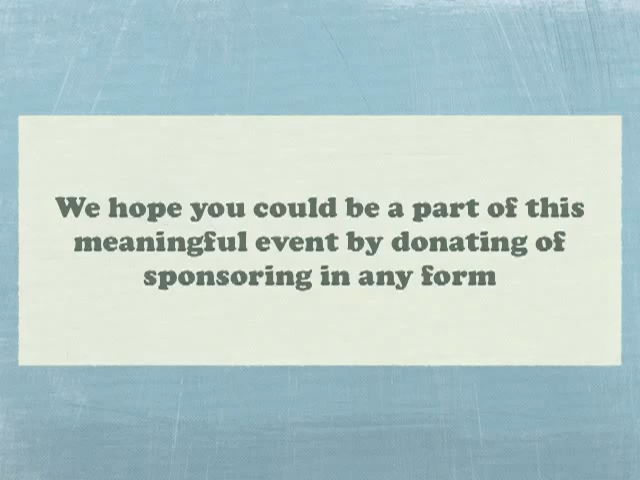 We hope you could be a part of this
meaningful event by donating of
sponsoring in any form